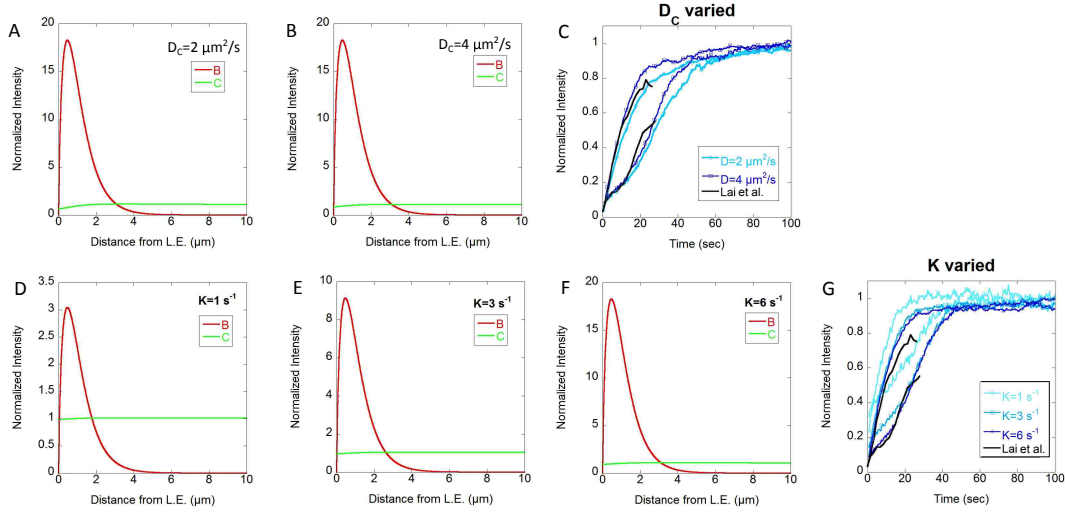 A
D_C=2 µm²/s
B
C
Normalized Intensity
20
15
10
5
0
0 2 4 6 8 10
Distance from L.E. (µm)
B
D_C=4 µm²/s
B
C
Normalized Intensity
20
15
10
5
0
0 2 4 6 8 10
Distance from L.E. (µm)
C
D_C varied
Normalized Intensity
1
0.8
0.6
0.4
0.2
0
D=2 µm²/s
D=4 µm²/s
Lai et al.
0 20 40 60 80 100
Time (sec)
D
K=1 s⁻¹
B
C
Normalized Intensity
3.5
3
2.5
2
1.5
1
0.5
0
0 2 4 6 8 10
Distance from L.E. (µm)
E
K=3 s⁻¹
B
C
Normalized Intensity
10
8
6
4
2
0
0 2 4 6 8 10
Distance from L.E. (µm)
F
K=6 s⁻¹
B
C
Normalized Intensity
20
15
10
5
0
0 2 4 6 8 10
Distance from L.E. (µm)
G
K varied
Normalized Intensity
1
0.8
0.6
0.4
0.2
0
K=1 s⁻¹
K=3 s⁻¹
K=6 s⁻¹
Lai et al.
0 20 40 60 80 100
Time (sec)